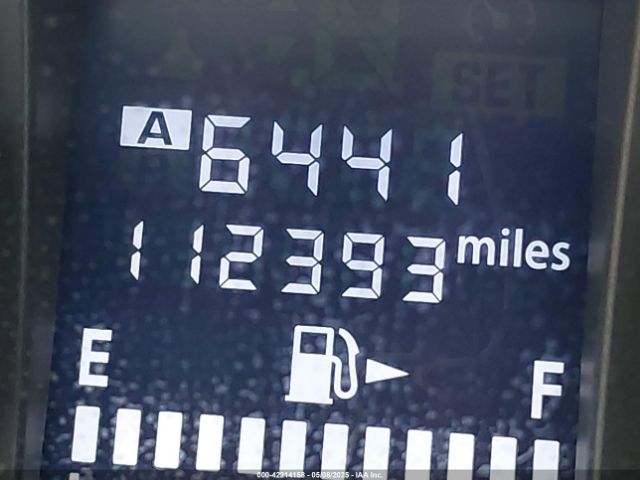 SET
A 6441
112393 miles
E F
000-42214158 - 05/08/2025 - IAA Inc.